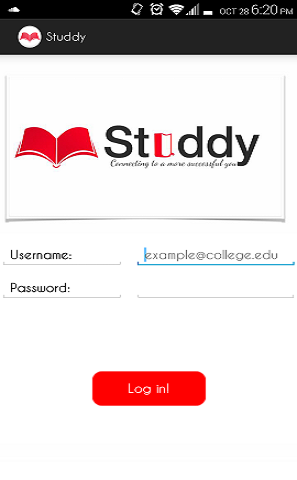 OCT 28 6:20 PM
Studdy
Studdy
Connecting to a more successful you
Username: example@college.edu
Password:
Log in!